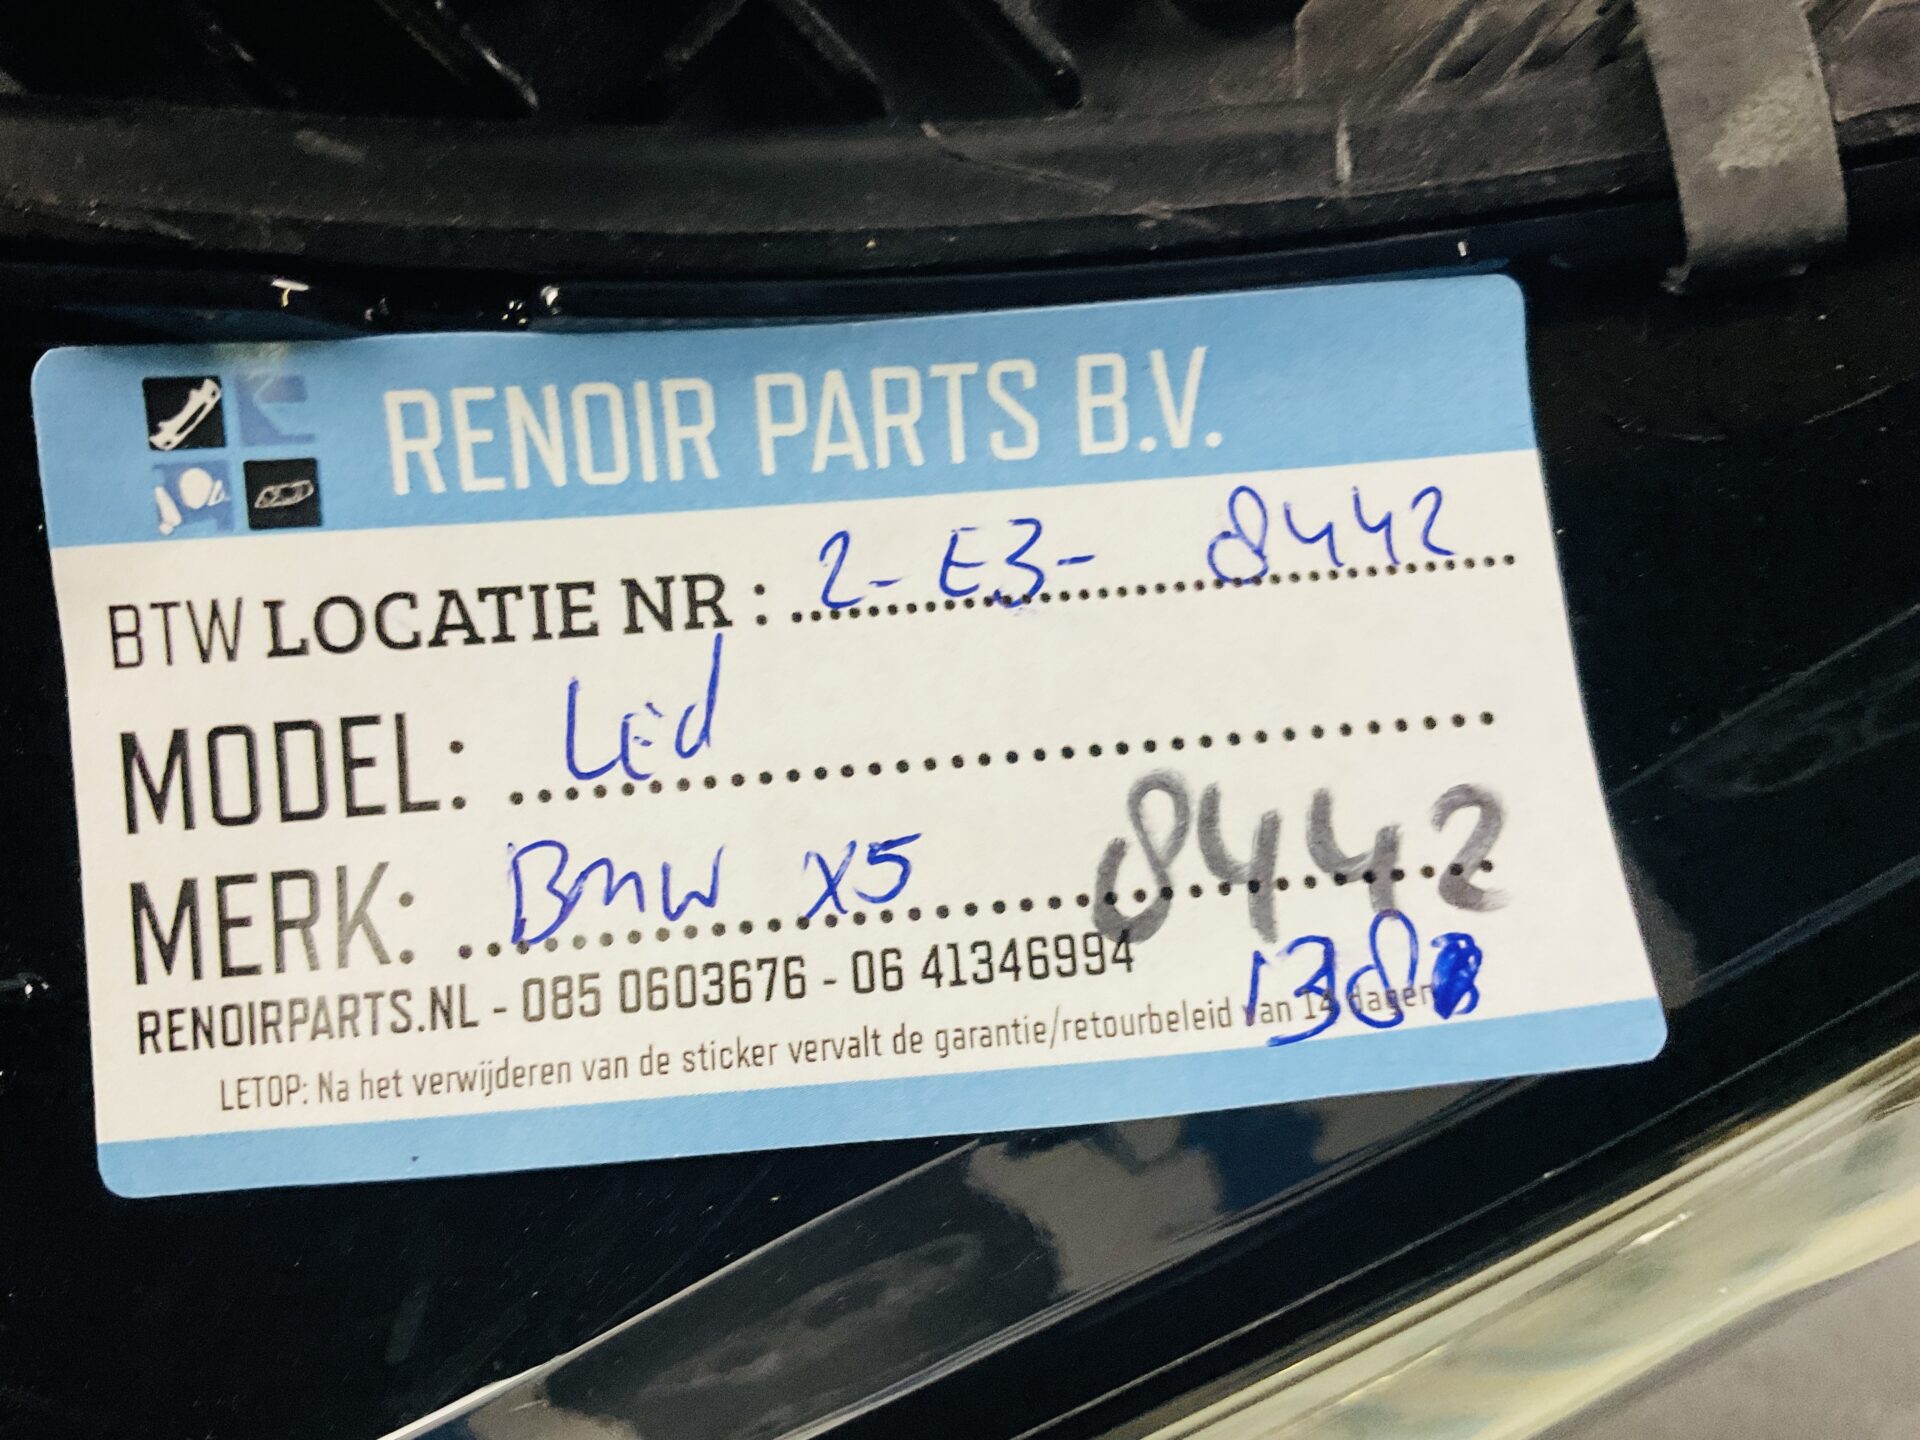 RENOIR PARTS B.V.
BTW LOCATIE NR : 2-E3- 8442
MODEL: Led
MERK: Bmw X5
8442
RENOIRPARTS.NL - 085 0603676 - 06 41346994
LETOP: Na het verwijderen van de sticker vervalt de garantie/retourbeleid van 14 dagen